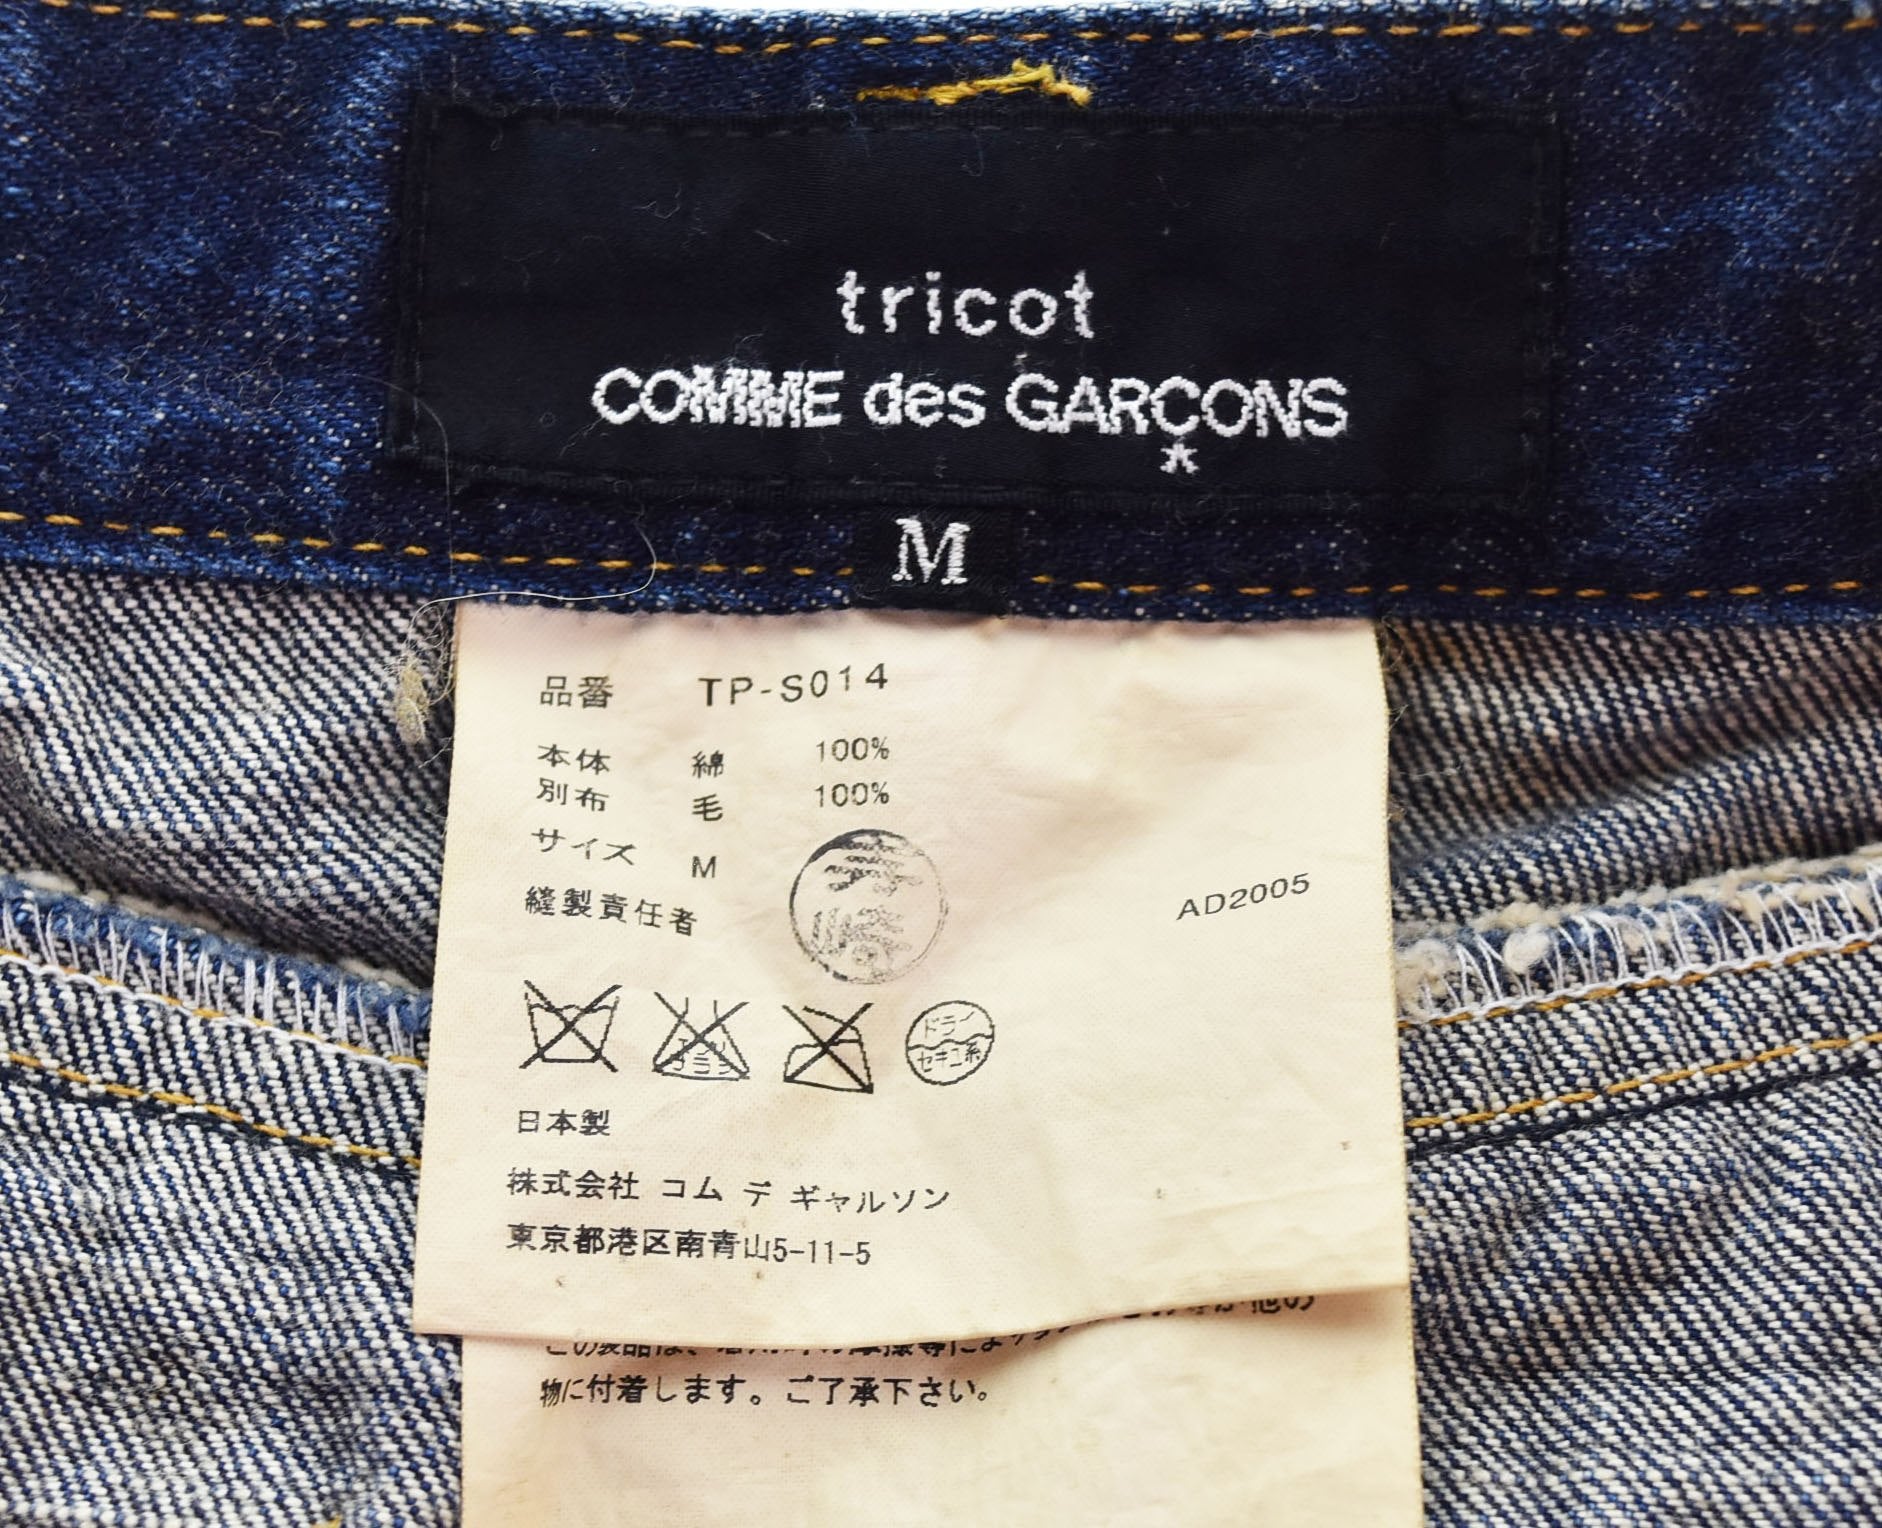 tricot
COMME des GARÇONS
M
品番 TP-S014
本体 綿 100%
別布 毛 100%
サイズ M
縫製責任者
AD2005
ドライ
セキユ系
日本製
株式会社 コム デ ギャルソン
東京都港区南青山5-11-5
物に付着します。ご了承下さい。